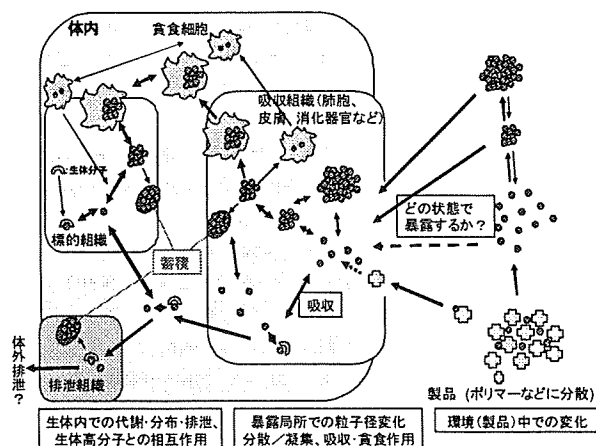 体内
貪食細胞
吸収組織(肺胞、
皮膚、消化器官など)
生体分子
標的組織
蓄積
吸収
どの状態で
暴露するか?
体外排泄?
排泄組織
製品 (ポリマーなどに分散)
生体内での代謝・分布・排泄、
生体高分子との相互作用
暴露局所での粒子径変化
分散/凝集、吸収・貪食作用
環境(製品)中での変化